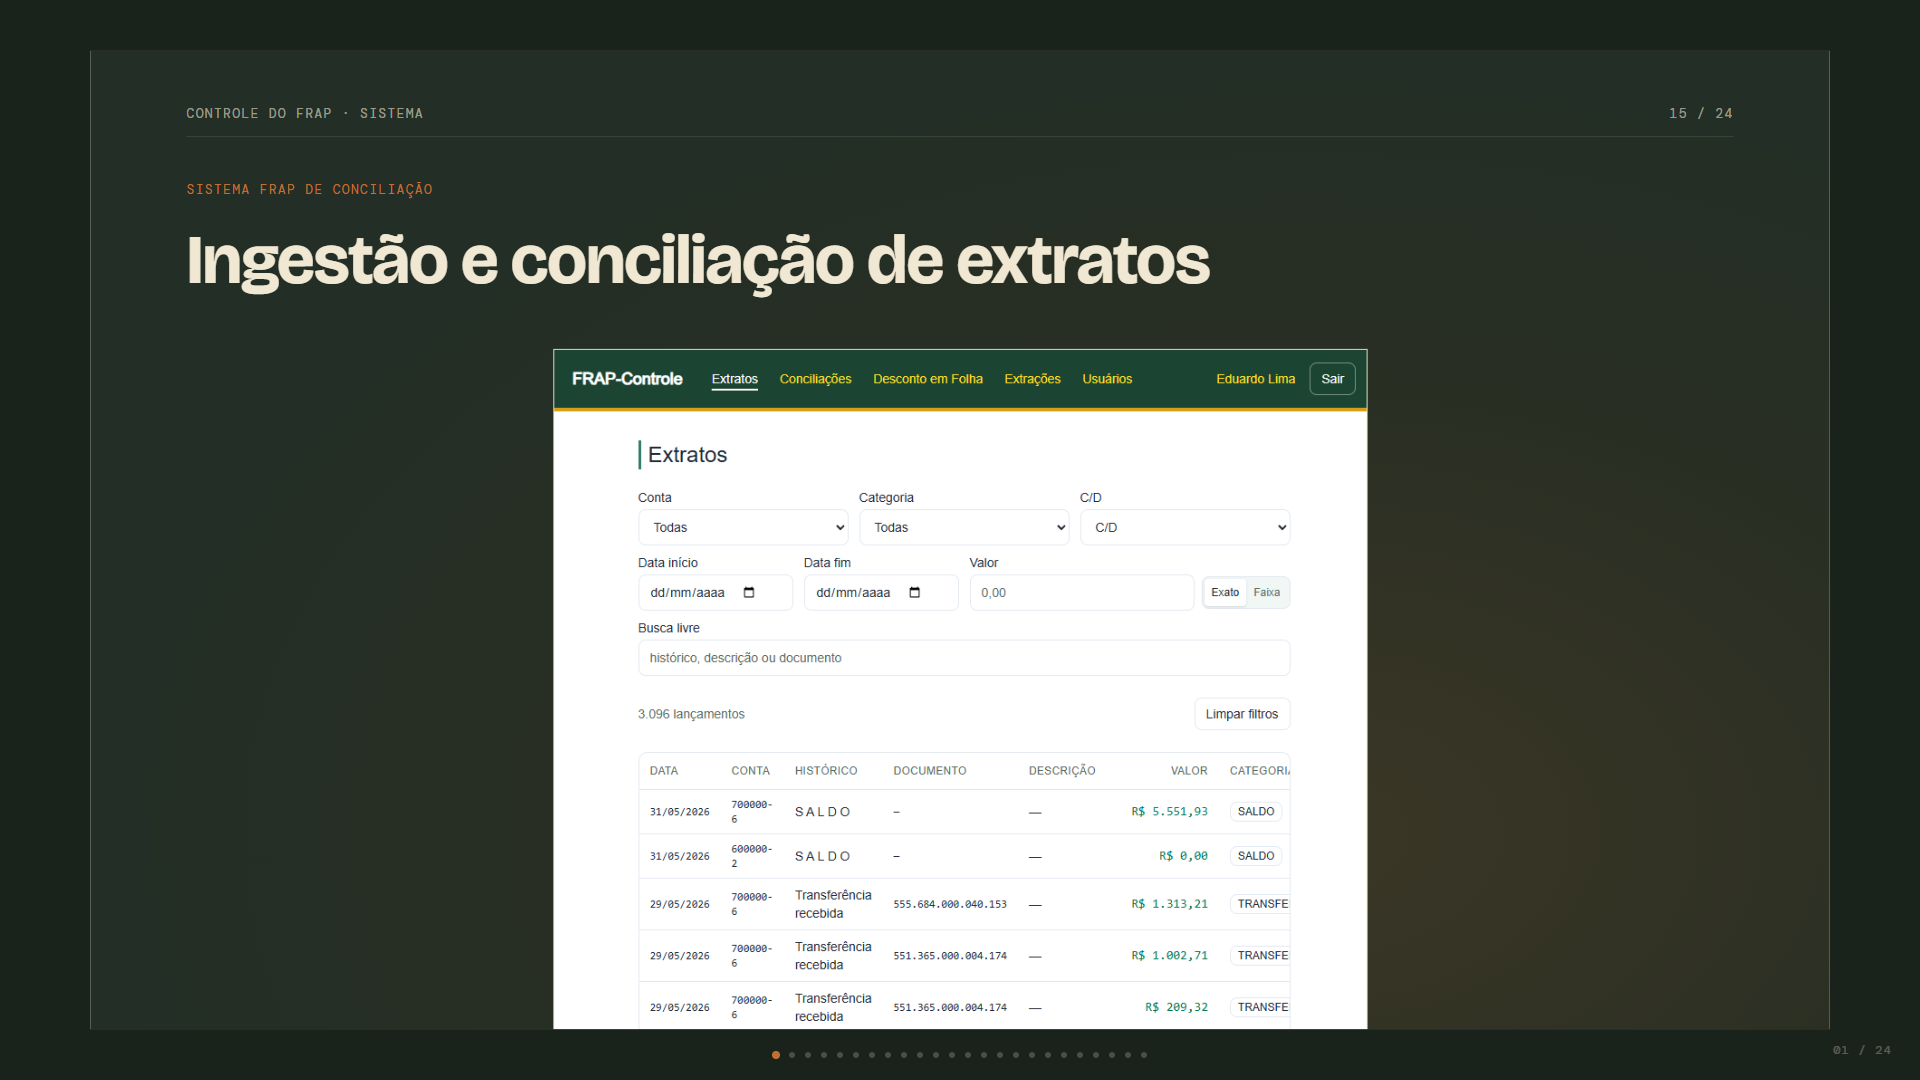 CONTROLE DO FRAP · SISTEMA
15 / 24
SISTEMA FRAP DE CONCILIAÇÃO
Ingestão e conciliação de extratos
FRAP-Controle Extratos Conciliações Desconto em Folha Extrações Usuários Eduardo Lima Sair
Extratos
Conta Categoria C/D
Todas Todas C/D
Data início Data fim Valor
dd/mm/aaaa dd/mm/aaaa 0,00 Exato Faixa
Busca livre
histórico, descrição ou documento
3.096 lançamentos Limpar filtros
DATA CONTA HISTÓRICO DOCUMENTO DESCRIÇÃO VALOR CATEGORIA
31/05/2026 700000-6 S A L D O – — R$ 5.551,93 SALDO
31/05/2026 600000-2 S A L D O – — R$ 0,00 SALDO
29/05/2026 700000-6 Transferência recebida 555.684.000.040.153 — R$ 1.313,21 TRANSFE
29/05/2026 700000-6 Transferência recebida 551.365.000.004.174 — R$ 1.002,71 TRANSFE
29/05/2026 700000-6 Transferência recebida 551.365.000.004.174 — R$ 209,32 TRANSFE
01 / 24